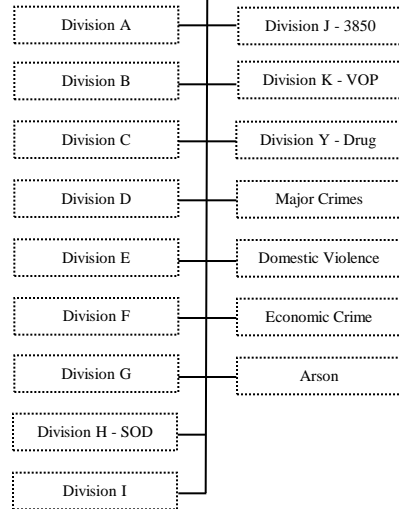 Division A
Division J - 3850
Division B
Division K - VOP
Division C
Division Y - Drug
Division D
Major Crimes
Division E
Domestic Violence
Division F
Economic Crime
Division G
Arson
Division H - SOD
Division I